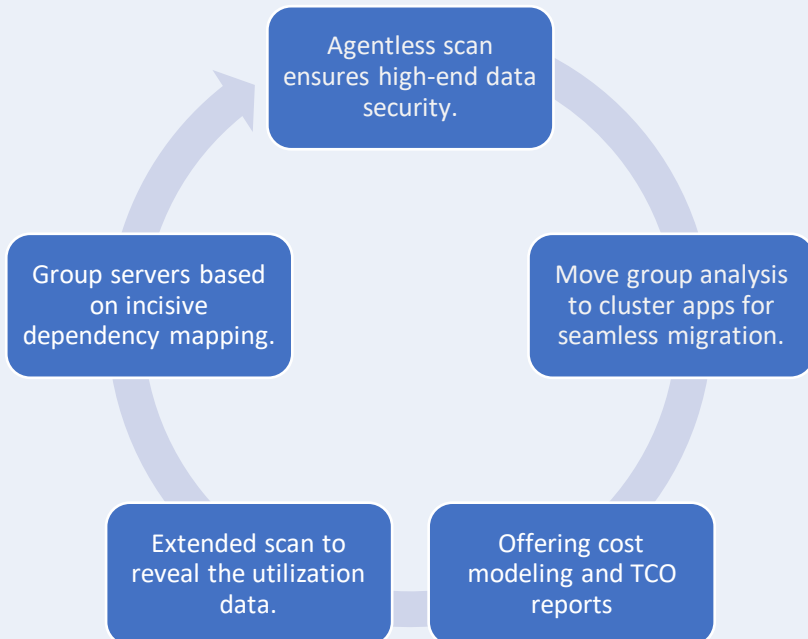 Agentless scan
ensures high-end data
security.
Move group analysis
to cluster apps for
seamless migration.
Offering cost
modeling and TCO
reports
Extended scan to
reveal the utilization
data.
Group servers based
on incisive
dependency mapping.